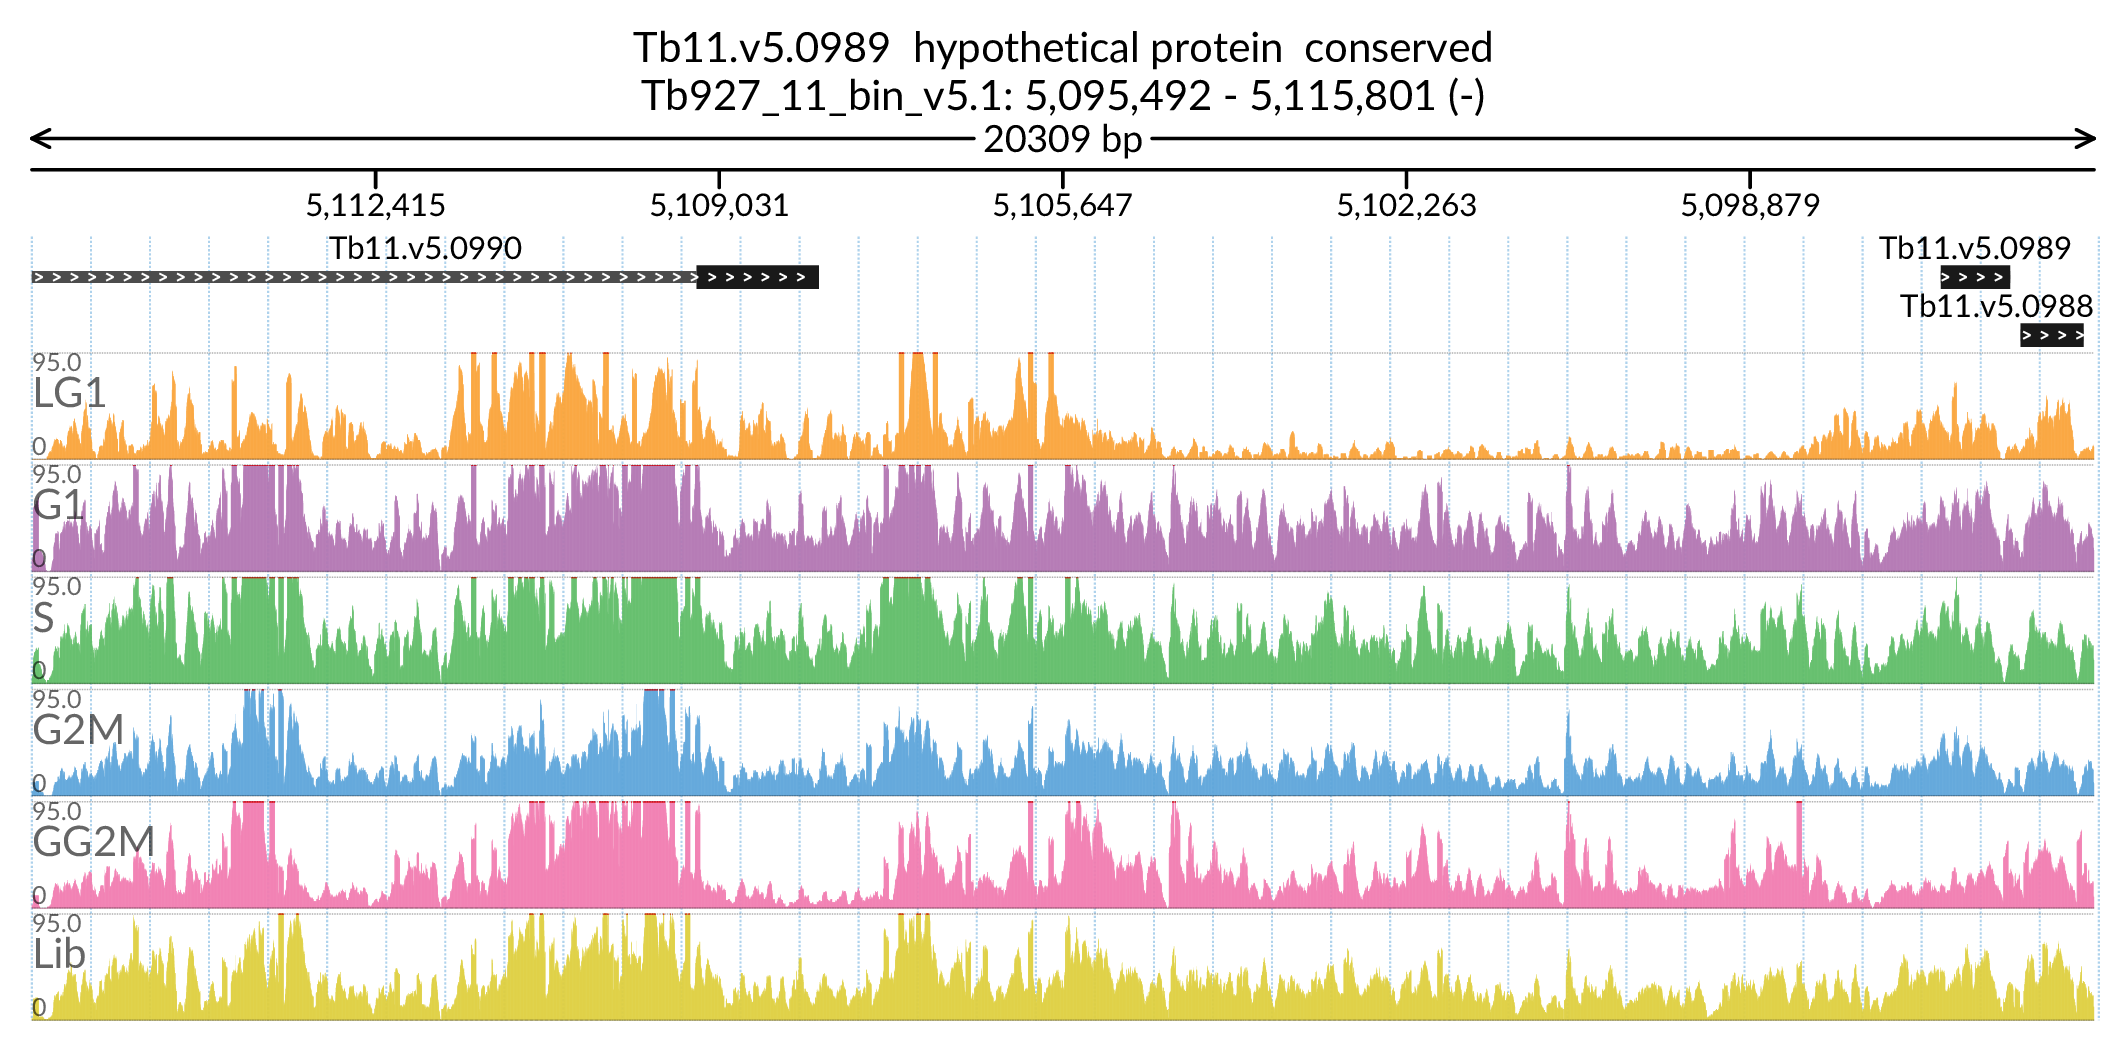 Tb11.v5.0989 hypothetical protein conserved
Tb927_11_bin_v5.1: 5,095,492 - 5,115,801 (-)
20309 bp
5,112,415 5,109,031 5,105,647 5,102,263 5,098,879
Tb11.v5.0990 Tb11.v5.0989
Tb11.v5.0988
95.0
LG1
0
95.0
G1
0
95.0
S
0
95.0
G2M
0
95.0
GG2M
0
95.0
Lib
0